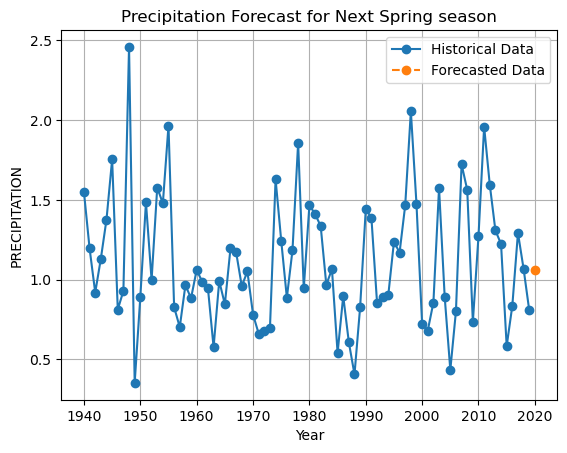 Precipitation Forecast for Next Spring season
Historical Data
Forecasted Data
PRECIPITATION
2.5
2.0
1.5
1.0
0.5
1940 1950 1960 1970 1980 1990 2000 2010 2020
Year